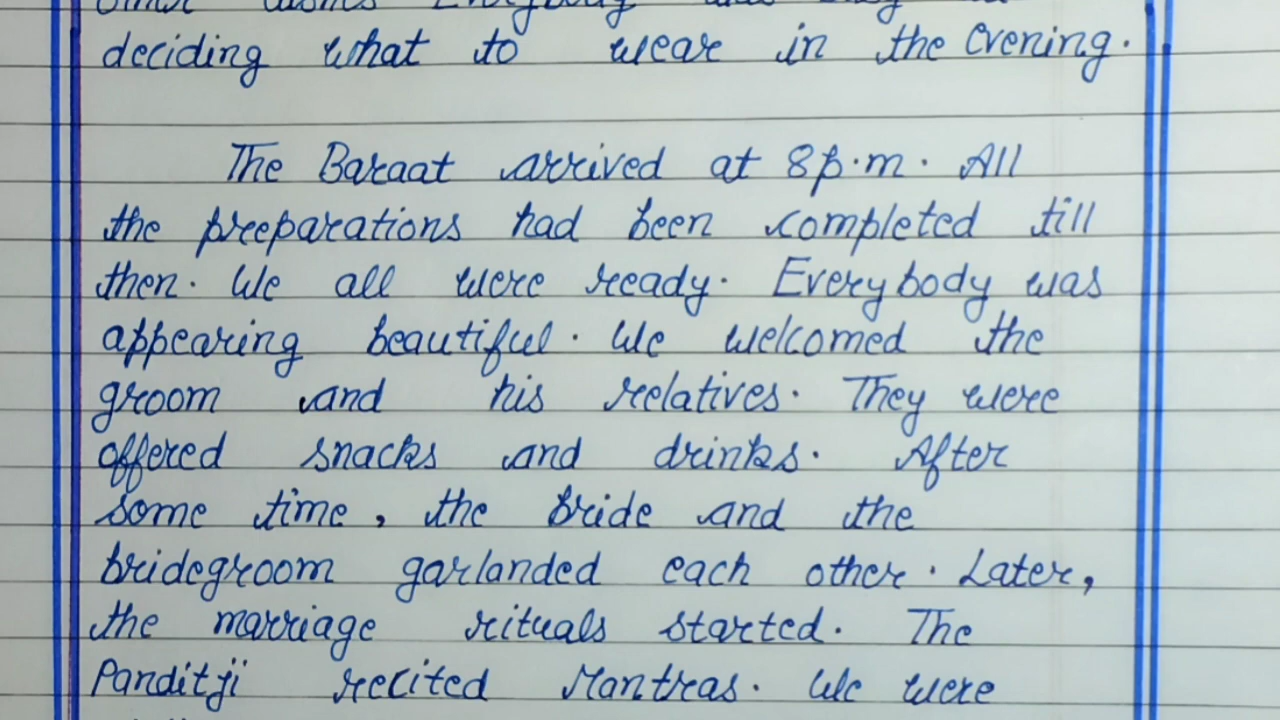 deciding what to wear in the evening.
The Baraat arrived at 8 p.m. All
the preparations had been completed till
then. We all were ready. Everybody was
appearing beautiful. We welcomed the
groom and his relatives. They were
offered snacks and drinks. After
some time, the bride and the
bridegroom garlanded each other. Later,
the marriage rituals started. The
Panditji recited Mantras. We were